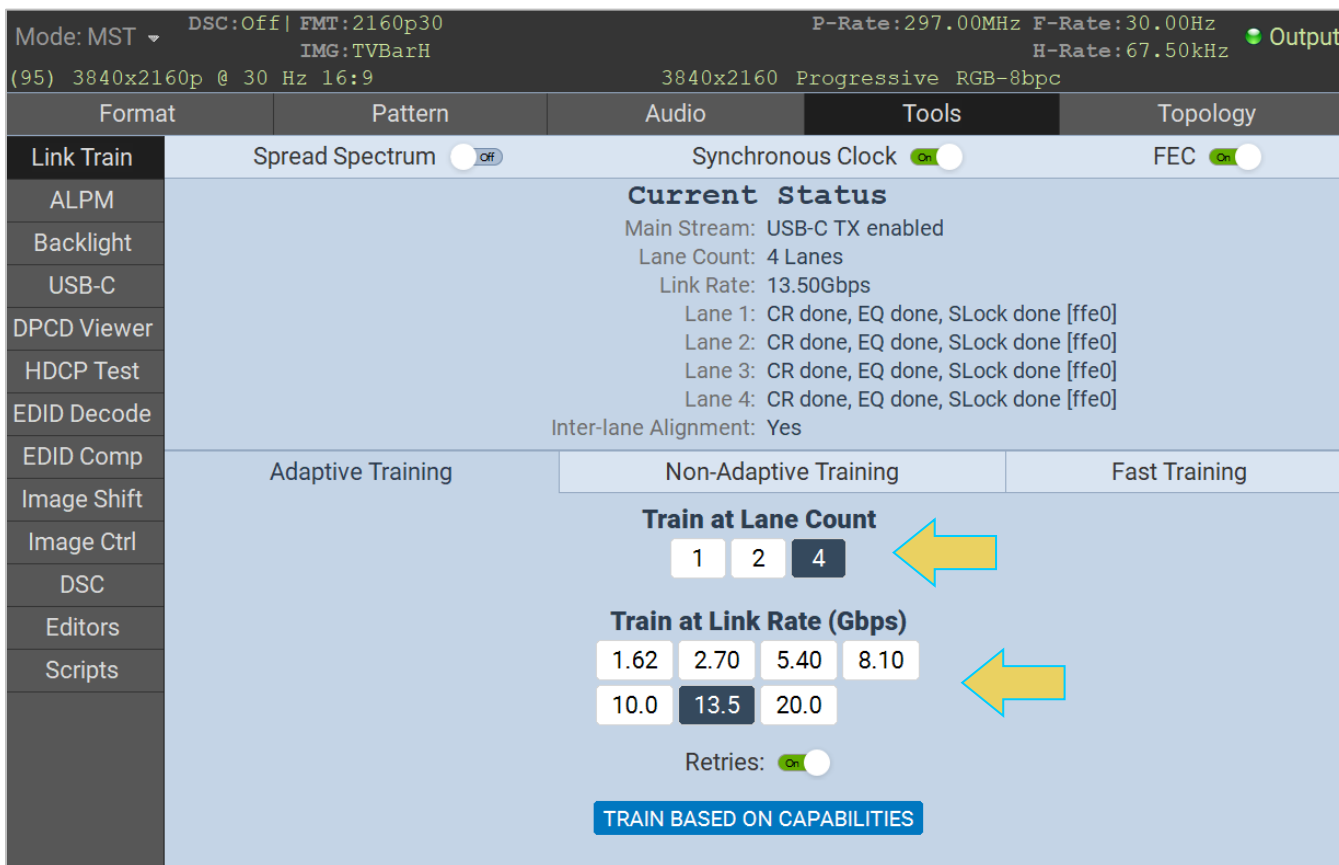 Mode: MST DSC:Off| FMT:2160p30 P-Rate:297.00MHz F-Rate:30.00Hz Output
IMG:TVBarH H-Rate:67.50kHz
(95) 3840x2160p @ 30 Hz 16:9 3840x2160 Progressive RGB-8bpc
Format Pattern Audio Tools Topology
Link Train Spread Spectrum Off Synchronous Clock On FEC On
ALPM
Backlight
USB-C
DPCD Viewer
HDCP Test
EDID Decode
EDID Comp
Image Shift
Image Ctrl
DSC
Editors
Scripts
Current Status
Main Stream: USB-C TX enabled
Lane Count: 4 Lanes
Link Rate: 13.50Gbps
Lane 1: CR done, EQ done, SLock done [ffe0]
Lane 2: CR done, EQ done, SLock done [ffe0]
Lane 3: CR done, EQ done, SLock done [ffe0]
Lane 4: CR done, EQ done, SLock done [ffe0]
Inter-lane Alignment: Yes
Adaptive Training Non-Adaptive Training Fast Training
Train at Lane Count
1 2 4
Train at Link Rate (Gbps)
1.62 2.70 5.40 8.10
10.0 13.5 20.0
Retries: On
TRAIN BASED ON CAPABILITIES